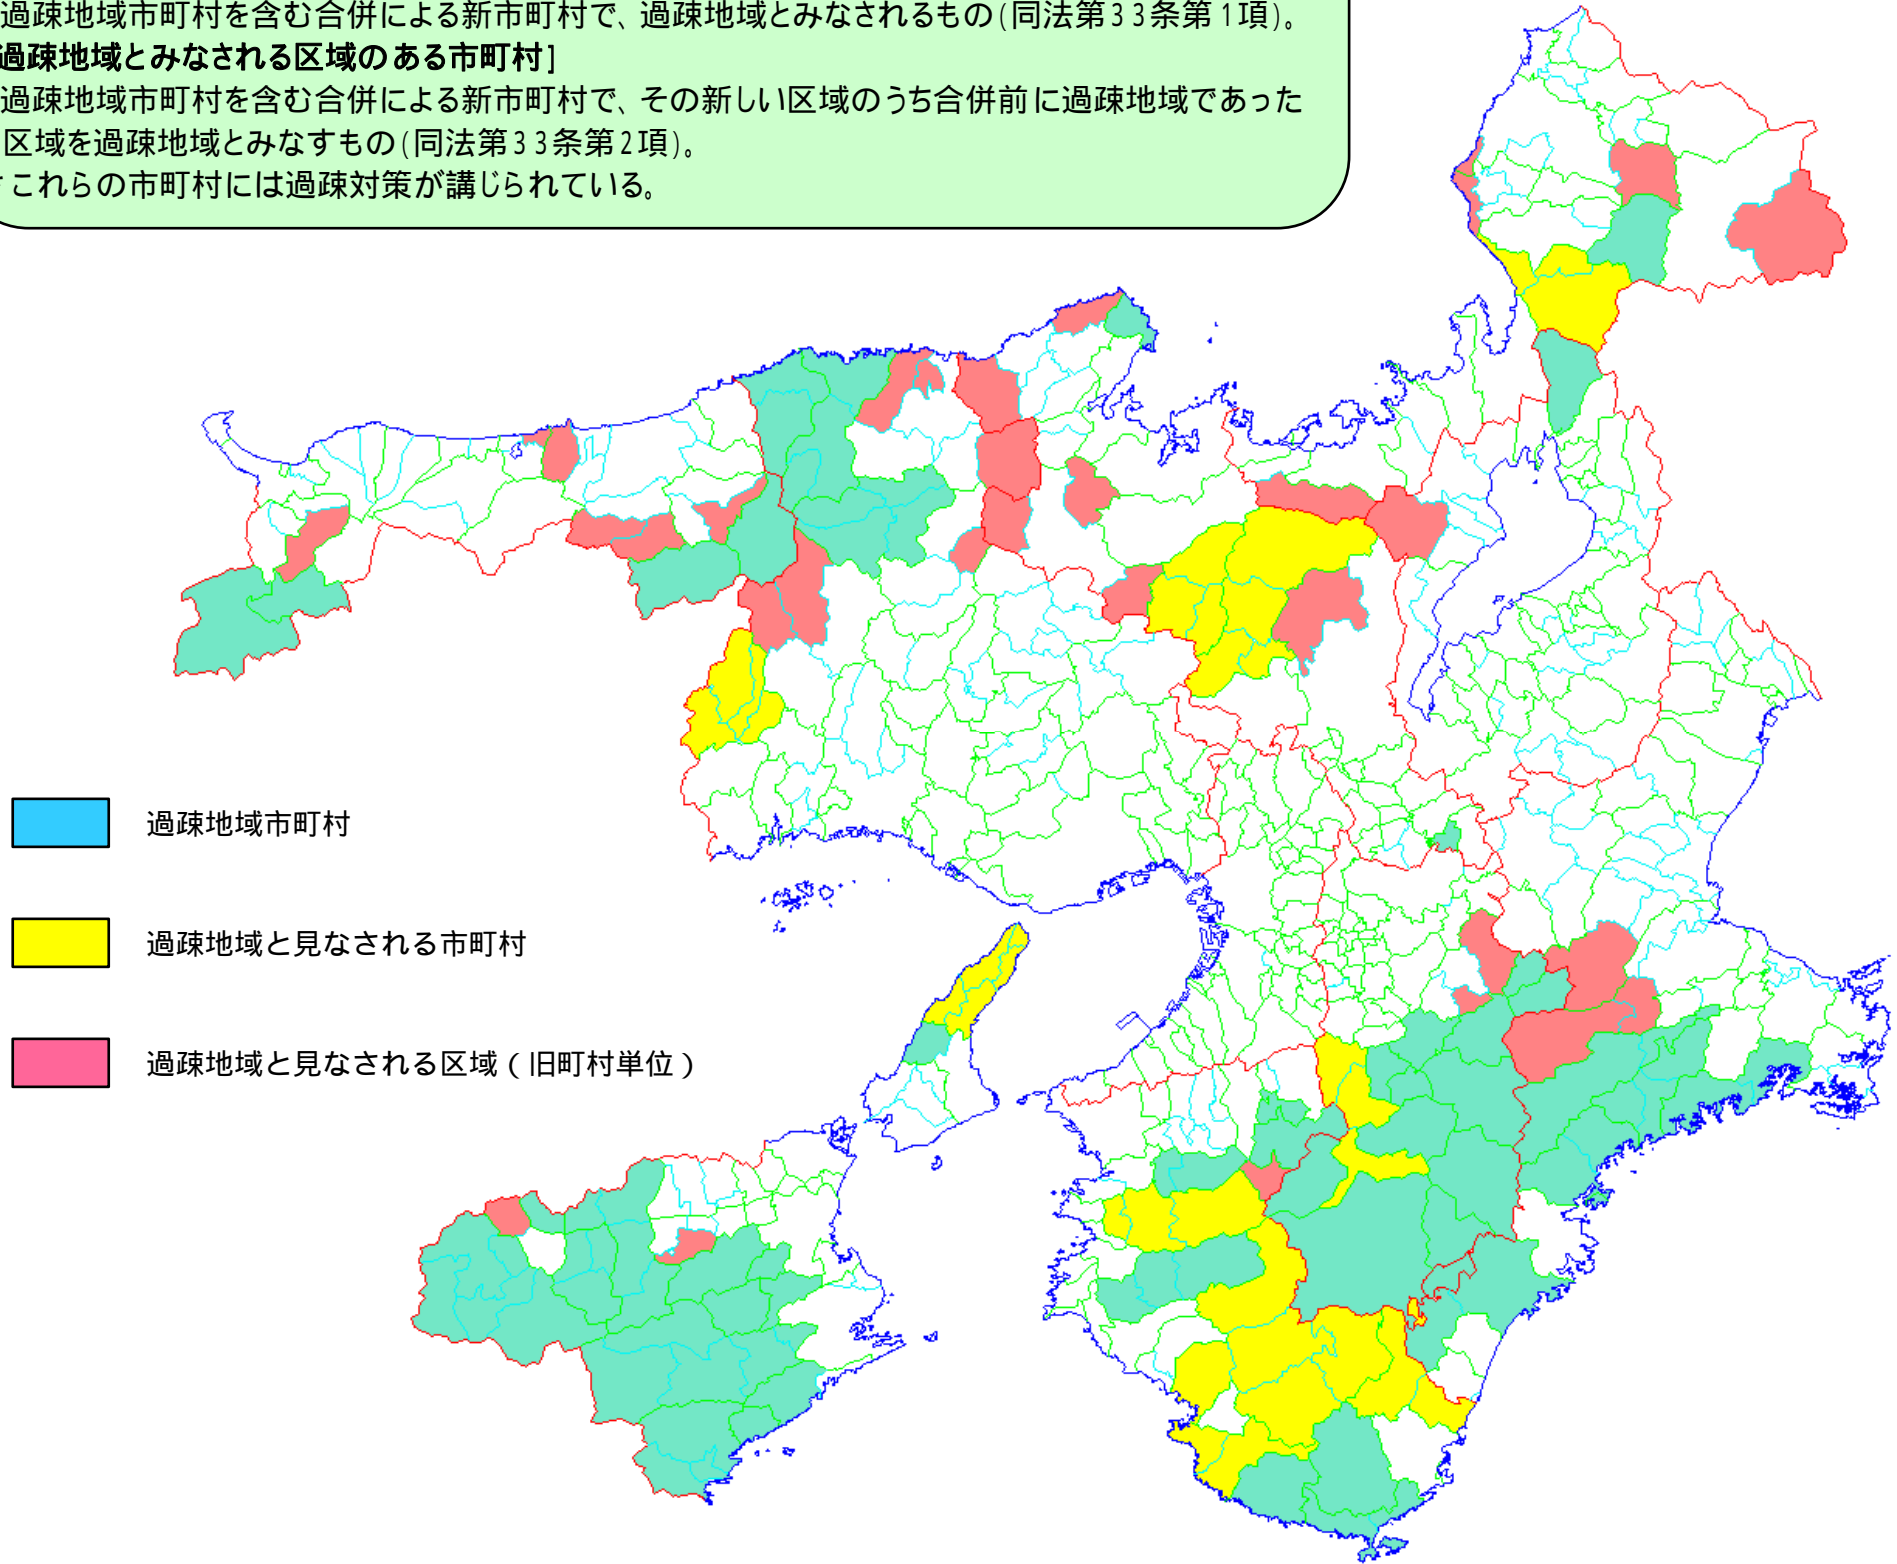 過疎地域市町村を含む合併による新市町村で、過疎地域とみなされるもの(同法第33条第1項)。
過疎地域とみなされる区域のある市町村]
過疎地域市町村を含む合併による新市町村で、その新しい区域のうち合併前に過疎地域であった
区域を過疎地域とみなすもの(同法第33条第2項)。
これらの市町村には過疎対策が講じられている。
過疎地域市町村
過疎地域と見なされる市町村
過疎地域と見なされる区域(旧町村単位)